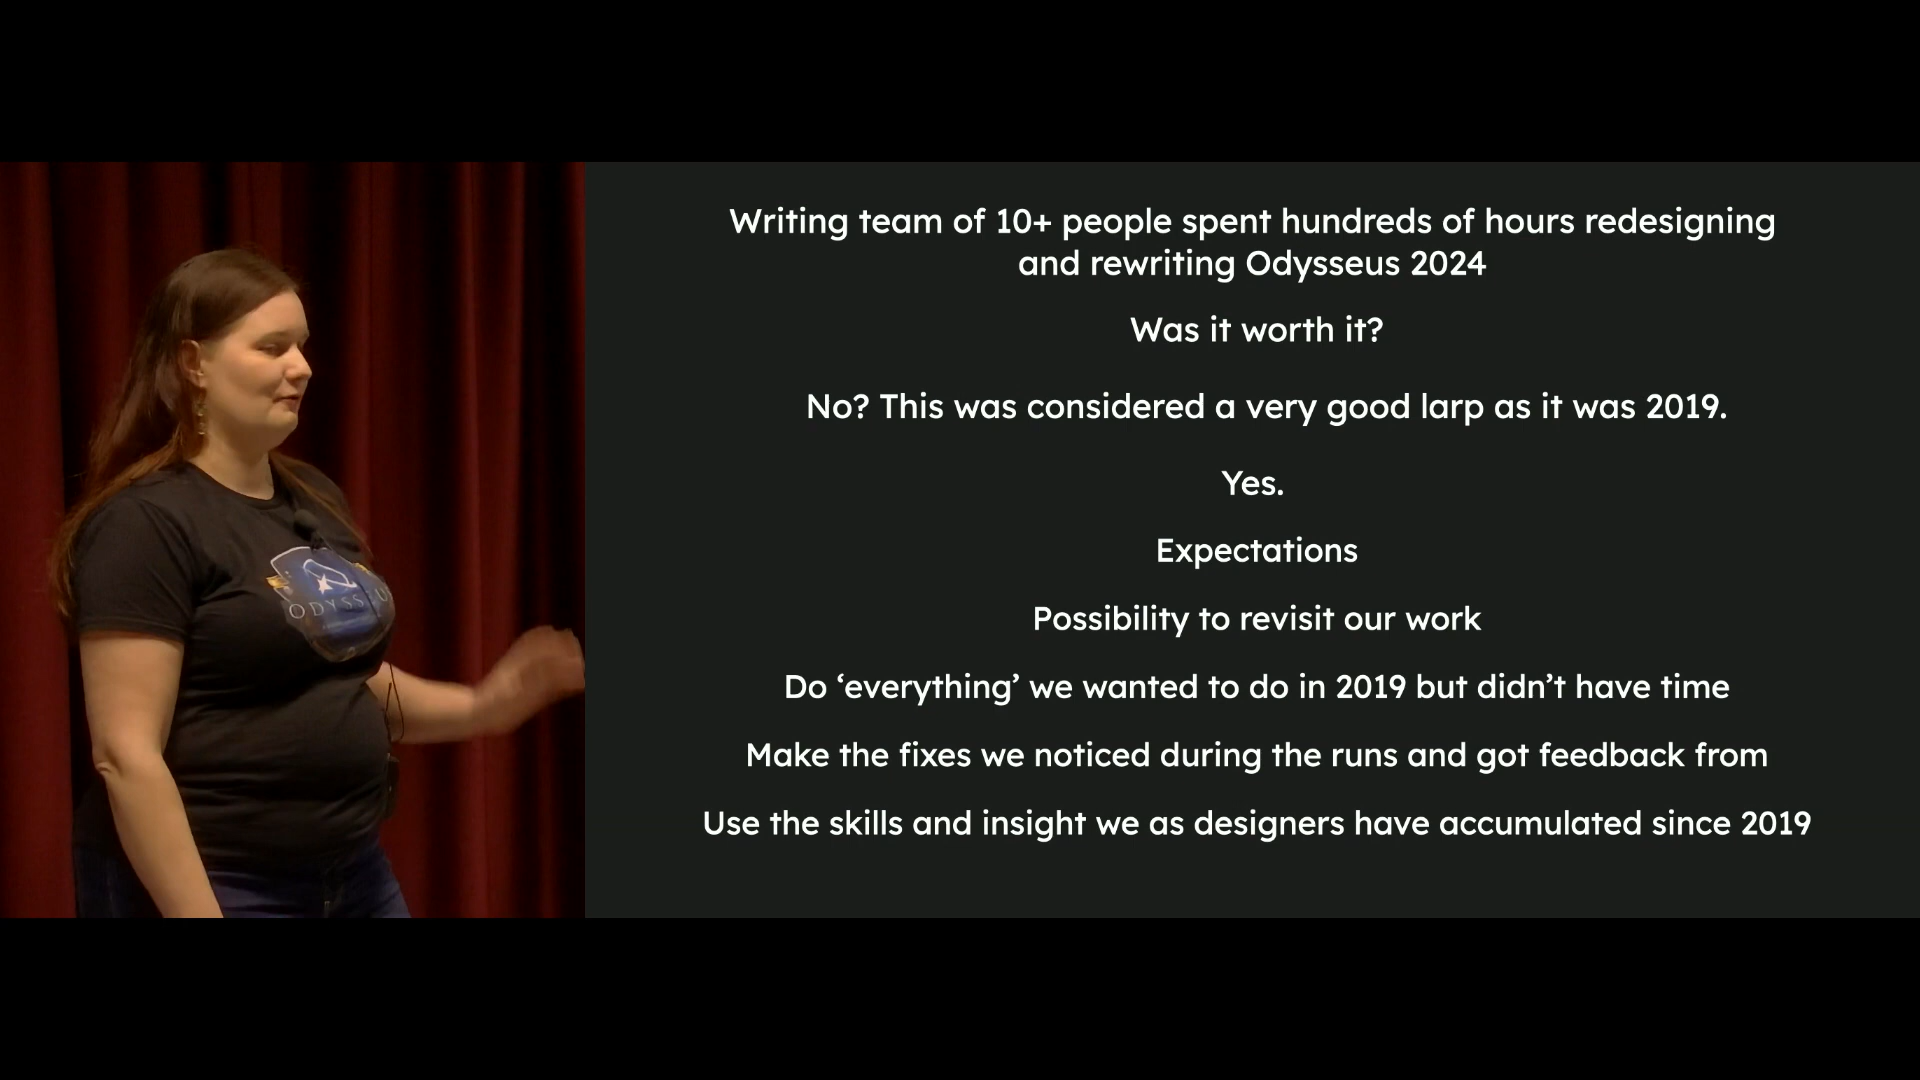 Writing team of 10+ people spent hundreds of hours redesigning
and rewriting Odysseus 2024
Was it worth it?
No? This was considered a very good larp as it was 2019.
Yes.
Expectations
Possibility to revisit our work
Do ‘everything’ we wanted to do in 2019 but didn’t have time
Make the fixes we noticed during the runs and got feedback from
Use the skills and insight we as designers have accumulated since 2019
ODYSSEU